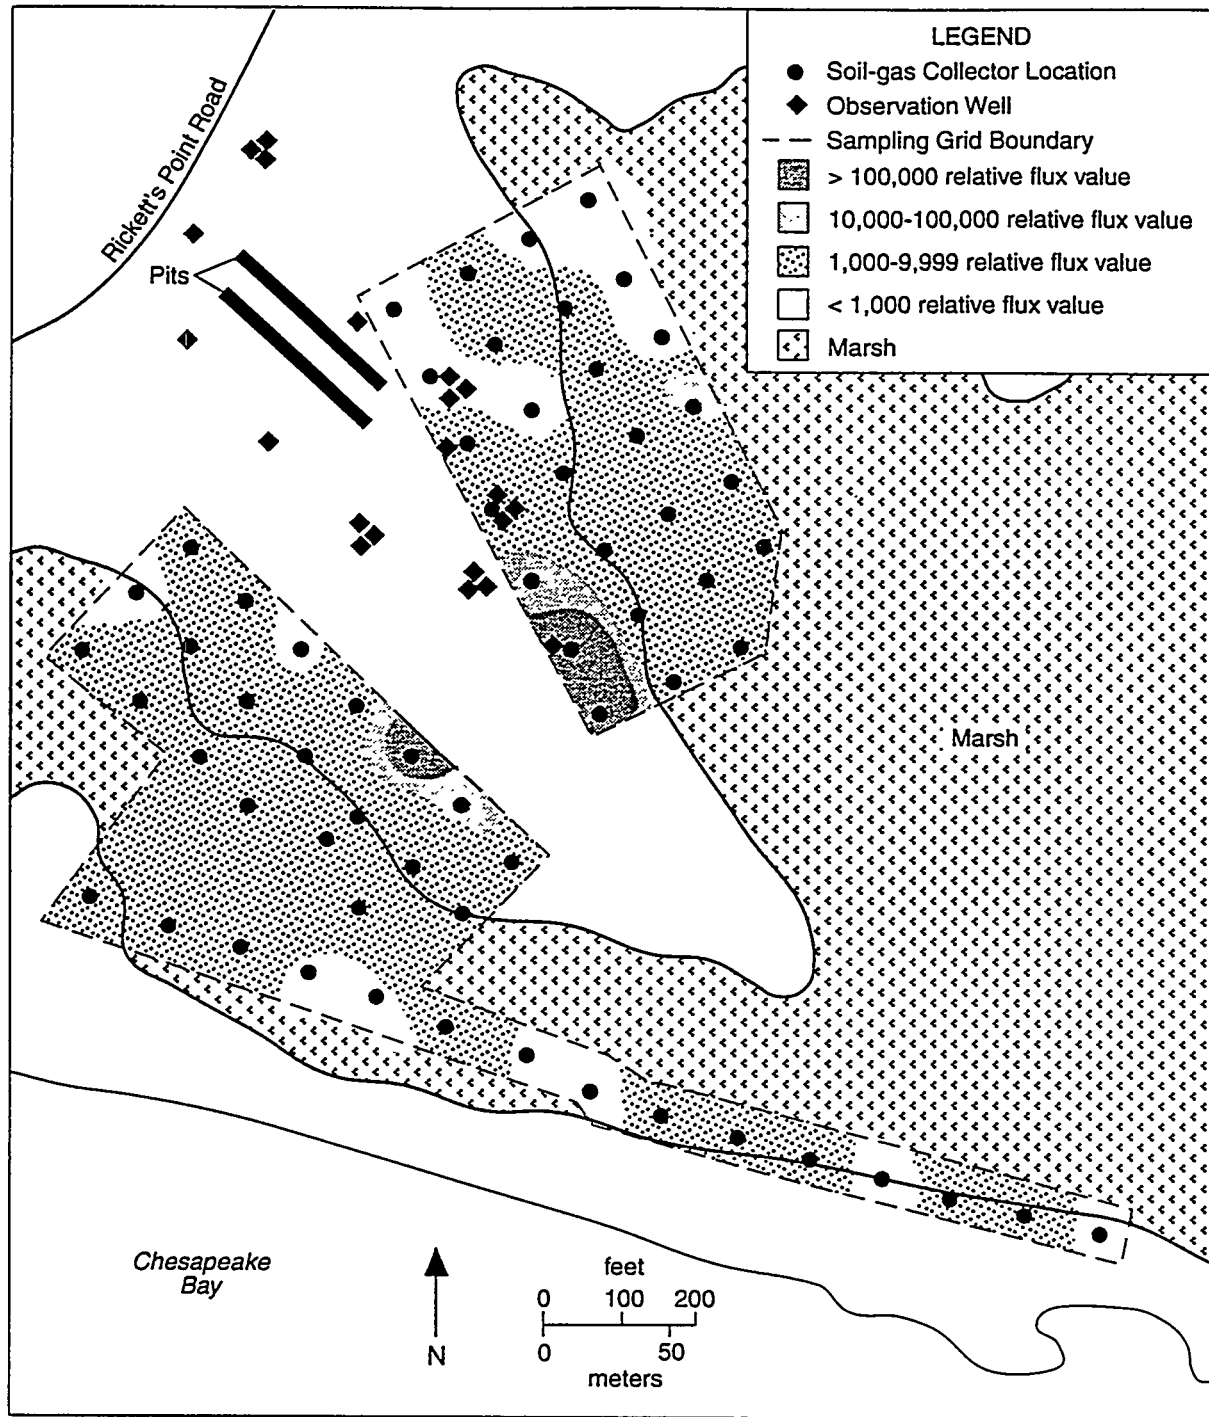 LEGEND
Soil-gas Collector Location
Observation Well
Sampling Grid Boundary
> 100,000 relative flux value
10,000-100,000 relative flux value
1,000-9,999 relative flux value
< 1,000 relative flux value
Marsh
Rickett's Point Road
Pits
Marsh
Chesapeake
Bay
N
feet
0 100 200
0 50
meters